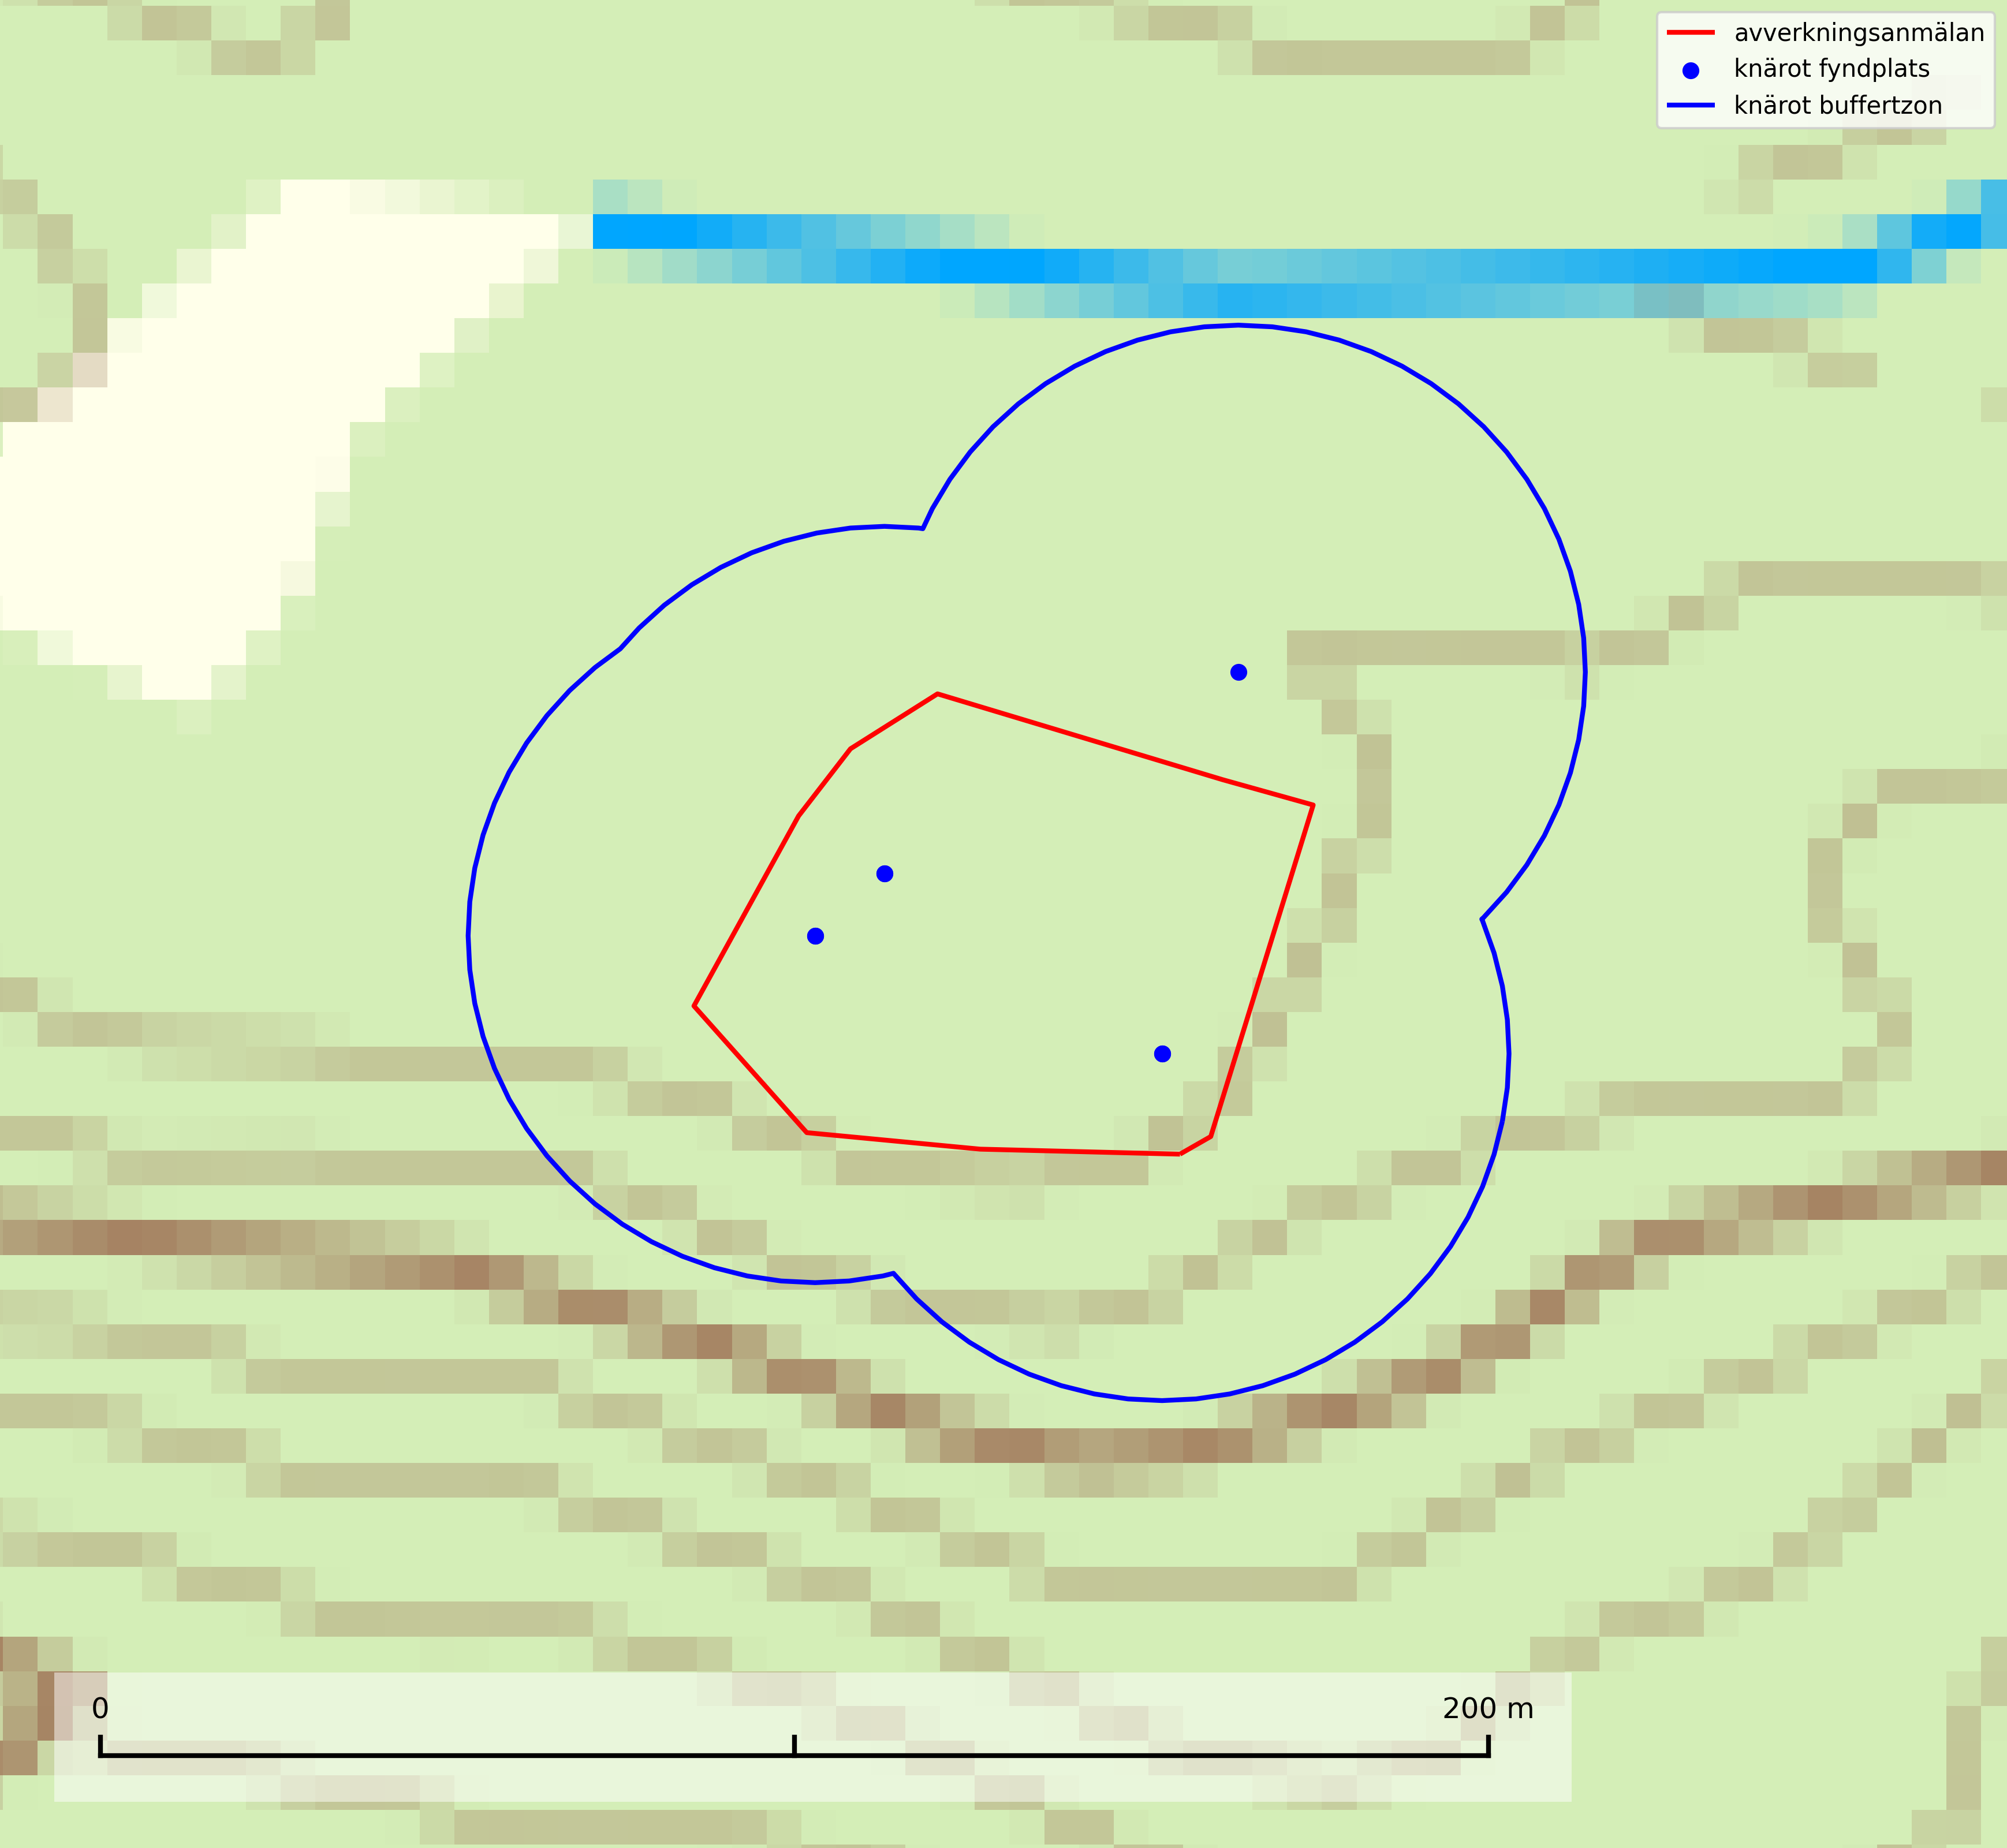 avverkningsanmälan
knärot fyndplats
knärot buffertzon
0
200 m